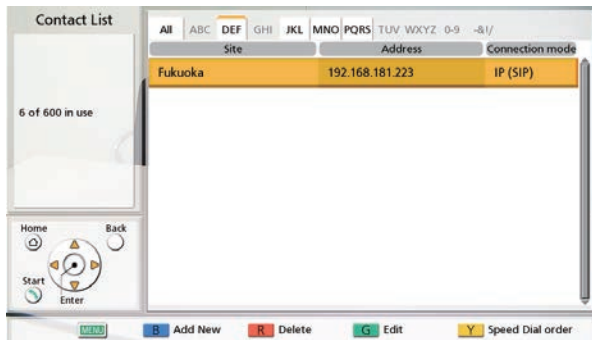 Contact List
All ABC DEF GHI JKL MNO PQRS TUV WXYZ 0-9 -&!/
Site Address Connection mode
Fukuoka 192.168.181.223 IP (SIP)
6 of 600 in use
Home Back
Start
Enter
MENU B Add New R Delete G Edit Y Speed Dial order